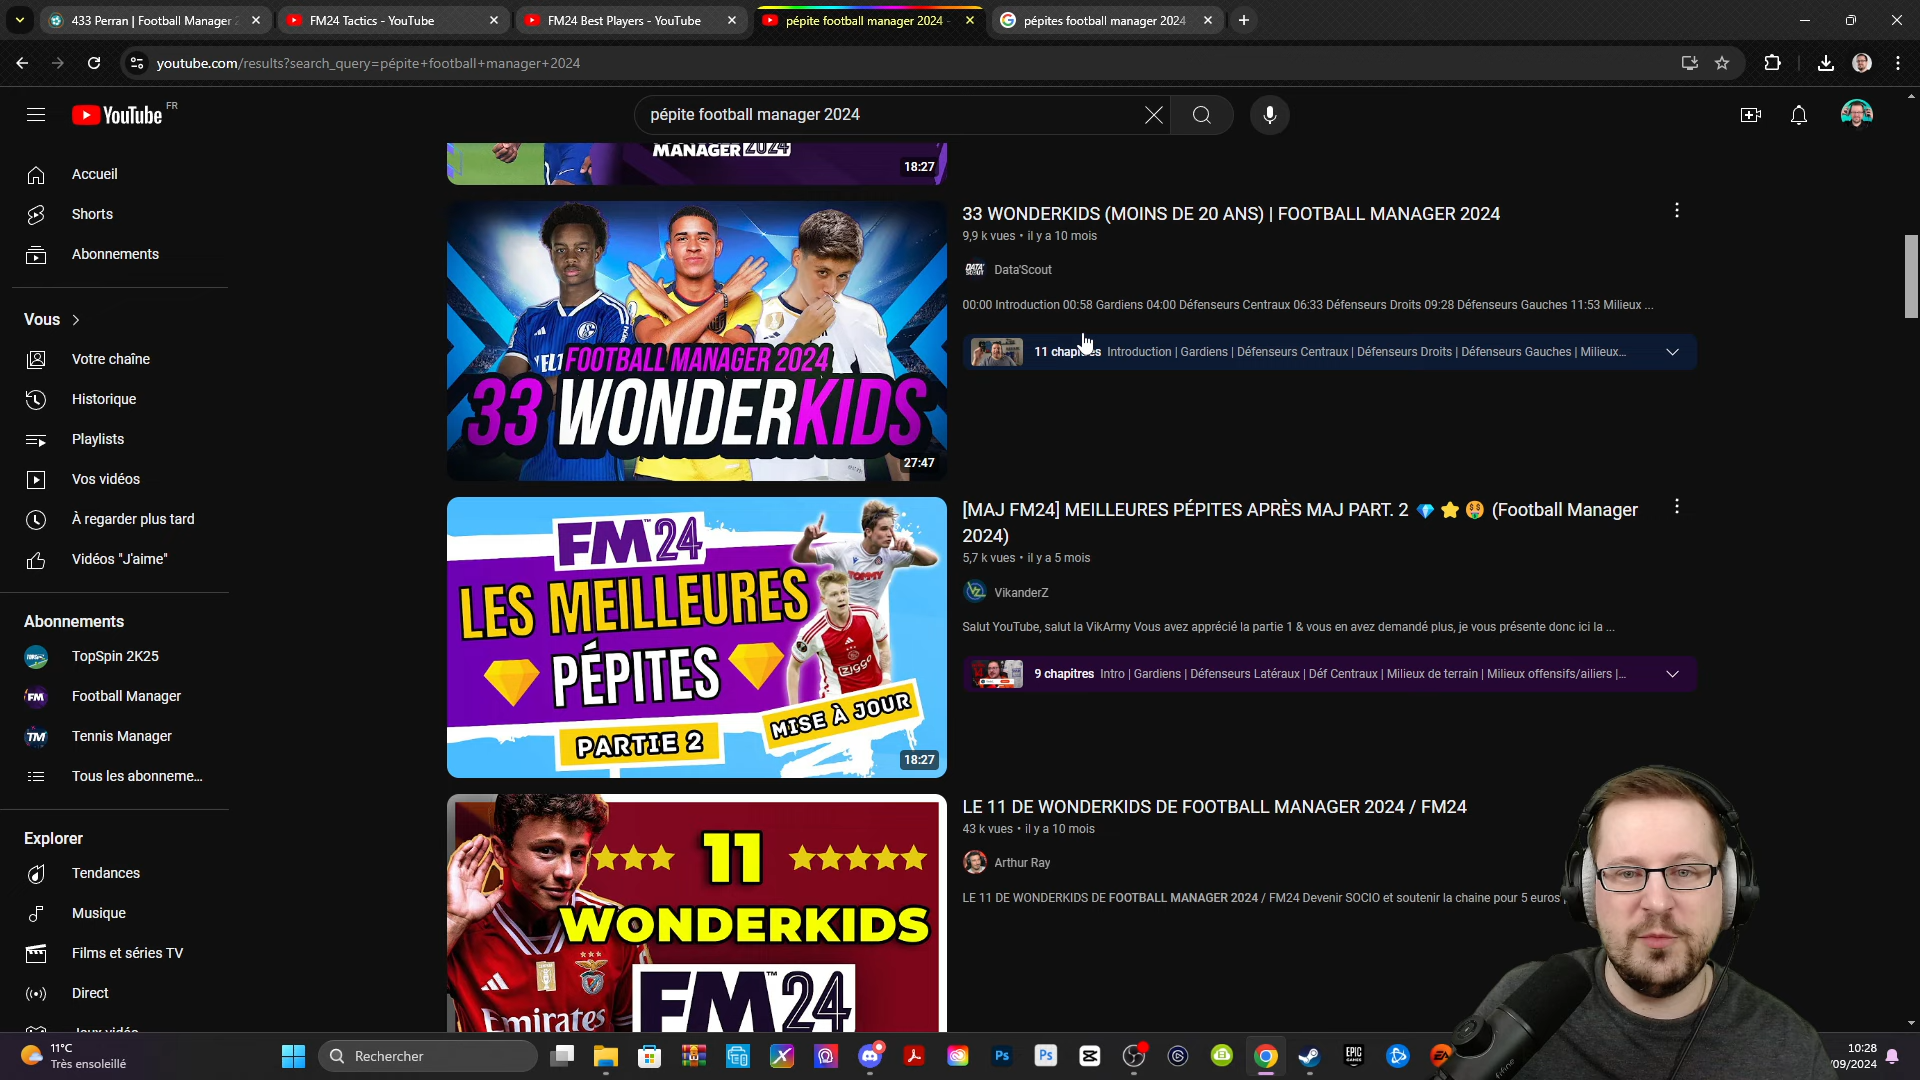 433 Perran | Football Manager 2
FM24 Tactics - YouTube
FM24 Best Players - YouTube
pépite football manager 2024 -
pépites football manager 2024
youtube.com/results?search_query=pépite+football+manager+2024
YouTube FR
pépite football manager 2024
Accueil
Shorts
Abonnements
Vous
Votre chaîne
Historique
Playlists
Vos vidéos
À regarder plus tard
Vidéos "J'aime"
Abonnements
TopSpin 2K25
Football Manager
Tennis Manager
Tous les abonneme...
Explorer
Tendances
Musique
Films et séries TV
Direct
Jeux vidéo
MANAGER 2024
18:27
FOOTBALL MANAGER 2024
33 WONDERKIDS
27:47
33 WONDERKIDS (MOINS DE 20 ANS) | FOOTBALL MANAGER 2024
9,9 k vues • il y a 10 mois
Data'Scout
00:00 Introduction 00:58 Gardiens 04:00 Défenseurs Centraux 06:33 Défenseurs Droits 09:28 Défenseurs Gauches 11:53 Milieux ...
11 chapitres Introduction | Gardiens | Défenseurs Centraux | Défenseurs Droits | Défenseurs Gauches | Milieux...
FM24
LES MEILLEURES
PÉPITES
MISE À JOUR
PARTIE 2
TOMMY
ZIGGO
18:27
[MAJ FM24] MEILLEURES PÉPITES APRÈS MAJ PART. 2 💎 ⭐ 🤑 (Football Manager
2024)
5,7 k vues • il y a 5 mois
VikanderZ
Salut YouTube, salut la VikArmy Vous avez apprécié la partie 1 & vous en avez demandé plus, je vous présente donc ici la ...
9 chapitres Intro | Gardiens | Défenseurs Latéraux | Déf Centraux | Milieux de terrain | Milieux offensifs/ailiers |...
11
WONDERKIDS
FM24
Emirates
LE 11 DE WONDERKIDS DE FOOTBALL MANAGER 2024 / FM24
43 k vues • il y a 10 mois
Arthur Ray
LE 11 DE WONDERKIDS DE FOOTBALL MANAGER 2024 / FM24 Devenir SOCIO et soutenir la chaine pour 5 euros
11°C
Très ensoleillé
Rechercher
10:28
/09/2024